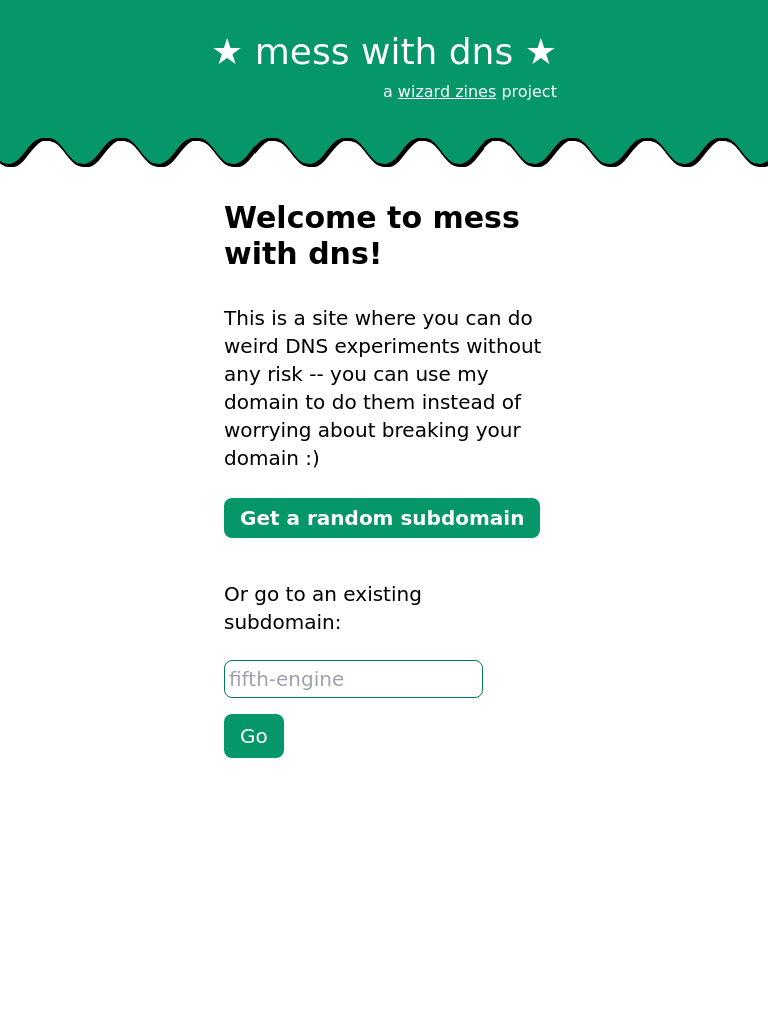 ★ mess with dns ★
a wizard zines project
Welcome to mess
with dns!
This is a site where you can do
weird DNS experiments without
any risk -- you can use my
domain to do them instead of
worrying about breaking your
domain :)
Get a random subdomain
Or go to an existing
subdomain:
fifth-engine
Go